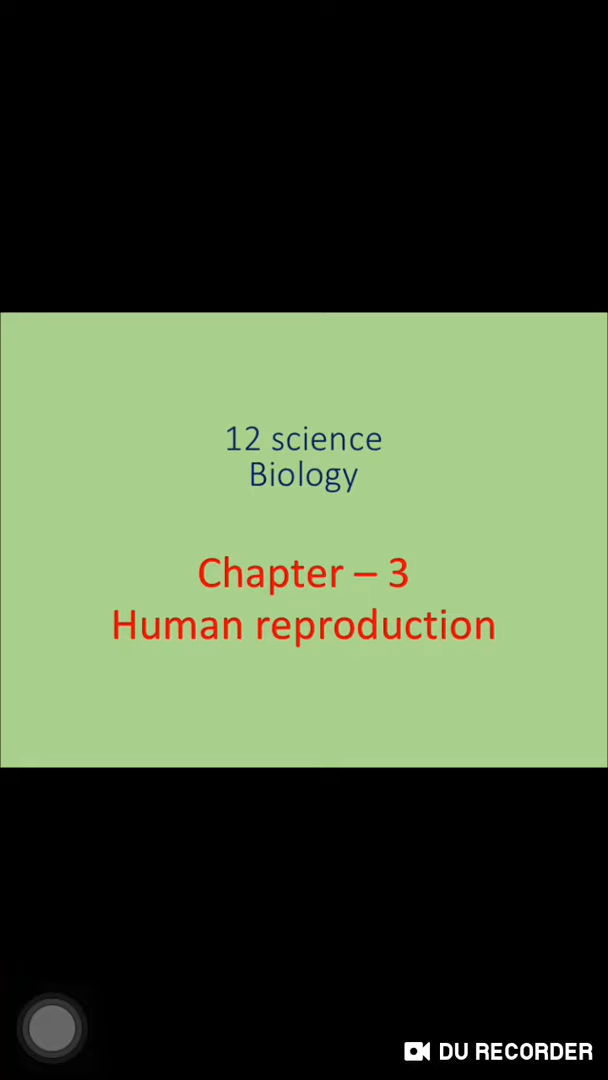 12 science
Biology
Chapter – 3
Human reproduction
DU RECORDER